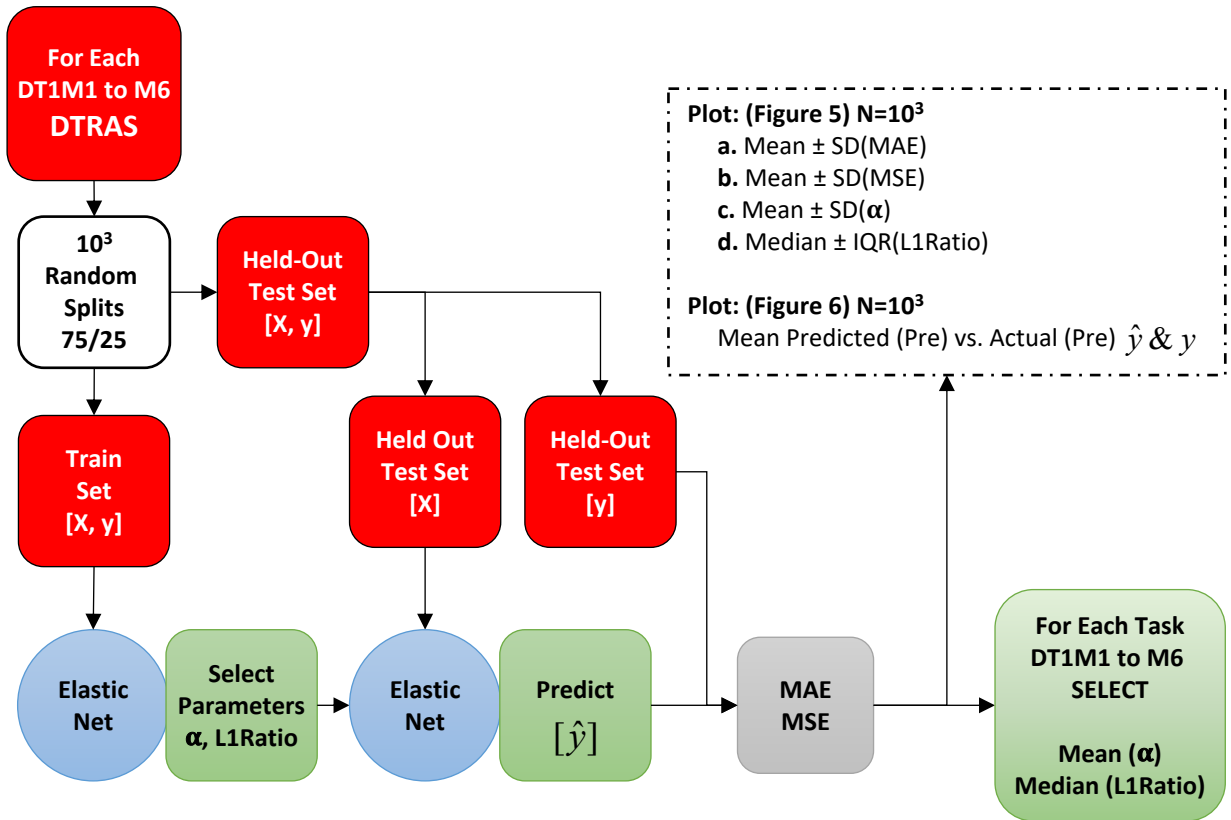 For Each
DT1M1 to M6
DTRAS
10³
Random
Splits
75/25
Held-Out
Test Set
[X, y]
Train
Set
[X, y]
Held Out
Test Set
[X]
Held-Out
Test Set
[y]
Elastic
Net
Select
Parameters
α, L1Ratio
Elastic
Net
Predict
[ŷ]
MAE
MSE
Plot: (Figure 5) N=10³
a. Mean ± SD(MAE)
b. Mean ± SD(MSE)
c. Mean ± SD(α)
d. Median ± IQR(L1Ratio)
Plot: (Figure 6) N=10³
Mean Predicted (Pre) vs. Actual (Pre) ŷ & y
For Each Task
DT1M1 to M6
SELECT
Mean (α)
Median (L1Ratio)